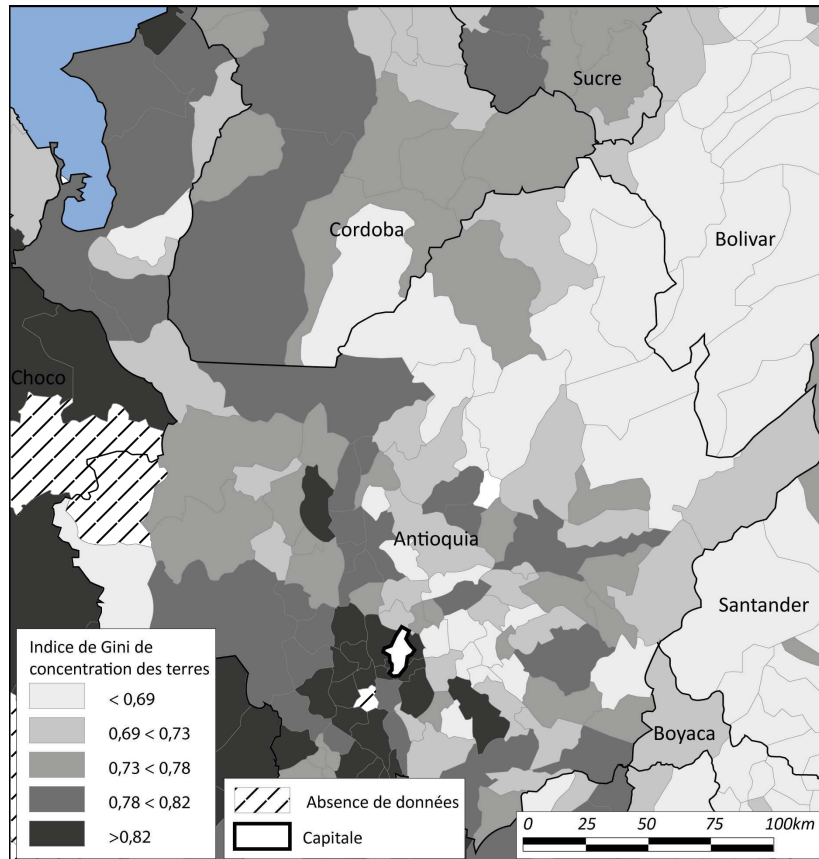 Sucre
Cordoba
Bolivar
Choco
Antioquia
Santander
Boyaca
Indice de Gini de
concentration des terres
< 0,69
0,69 < 0,73
0,73 < 0,78
0,78 < 0,82
>0,82
Absence de données
Capitale
0 25 50 75 100km